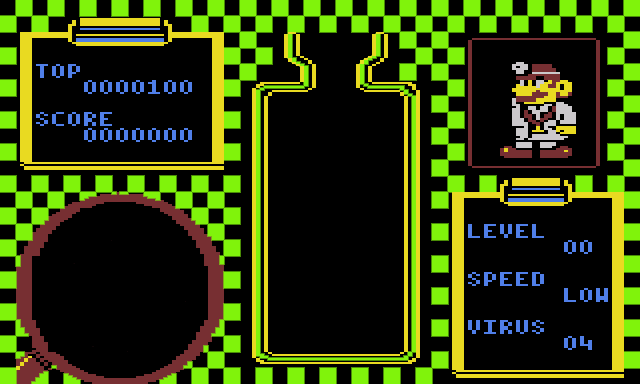 TOP
0000100
SCORE
0000000
LEVEL
00
SPEED
LOW
VIRUS
04